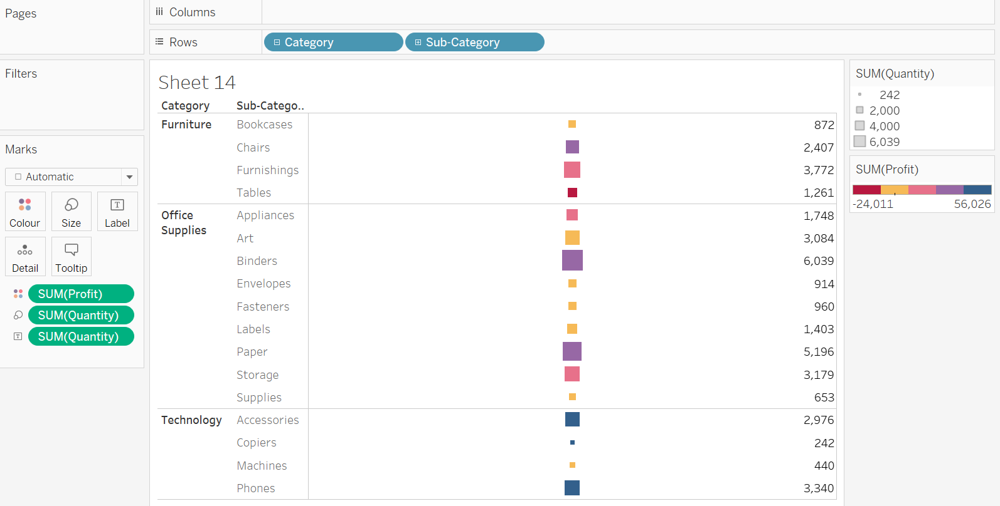 Pages
Columns
Rows
Category
Sub-Category
Filters
Marks
Automatic
Colour
Size
Label
Detail
Tooltip
SUM(Profit)
SUM(Quantity)
SUM(Quantity)
Sheet 14
Category Sub-Catego..
Furniture Bookcases 872
Chairs 2,407
Furnishings 3,772
Tables 1,261
Office Supplies Appliances 1,748
Art 3,084
Binders 6,039
Envelopes 914
Fasteners 960
Labels 1,403
Paper 5,196
Storage 3,179
Supplies 653
Technology Accessories 2,976
Copiers 242
Machines 440
Phones 3,340
SUM(Quantity)
242
2,000
4,000
6,039
SUM(Profit)
-24,011 56,026